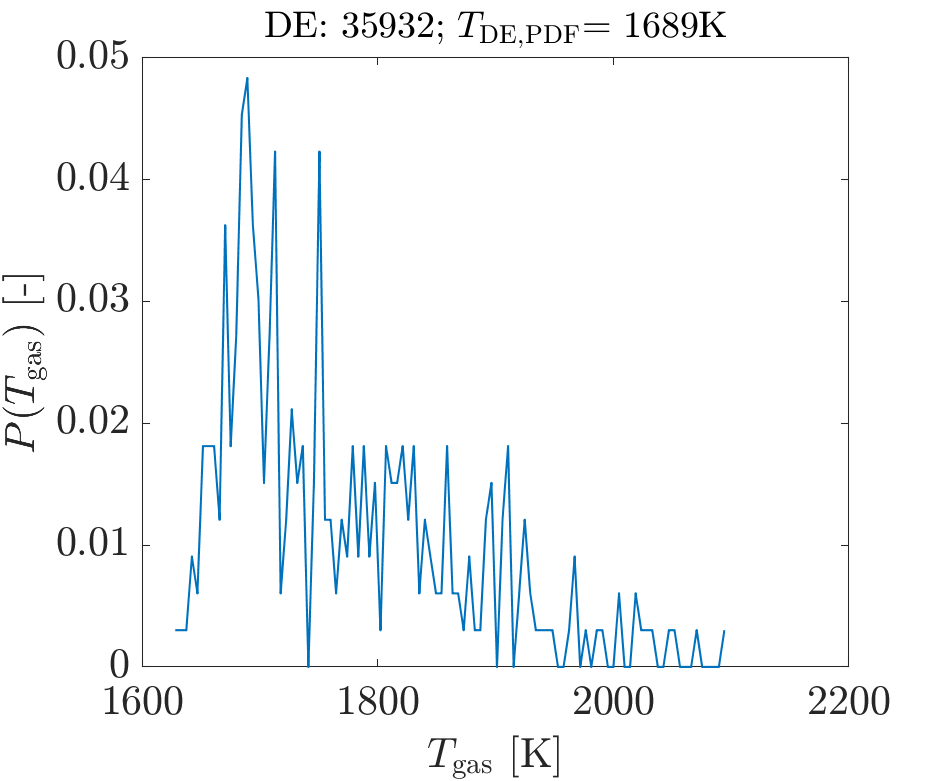 DE: 35932; T_DE,PDF= 1689K
0.05
0.04
0.03
0.02
0.01
0
P(T_gas) [-]
1600 1800 2000 2200
T_gas [K]